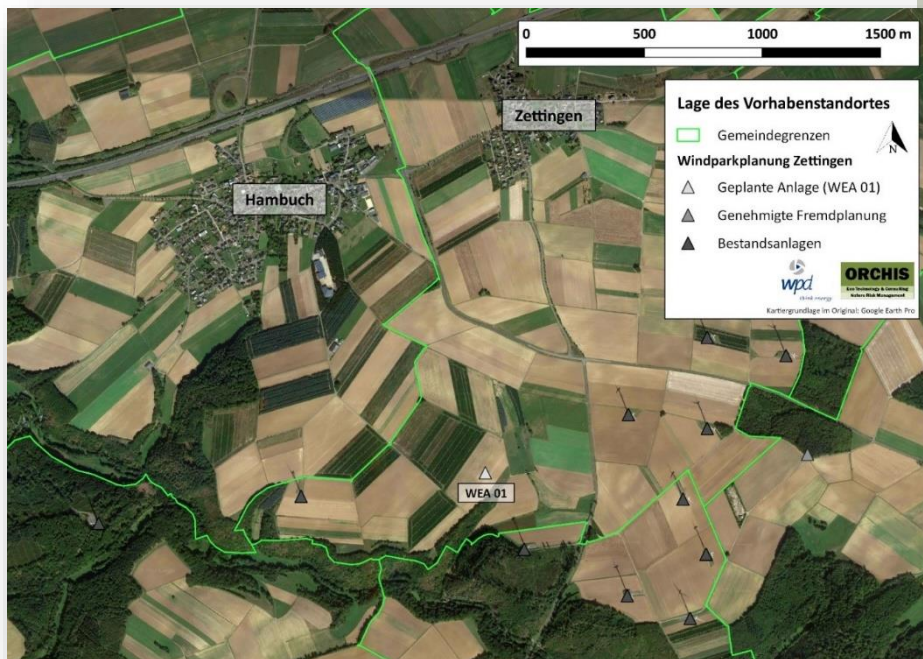 0 500 1000 1500 m
Zettingen
Hambuch
Lage des Vorhabenstandortes
Gemeindegrenzen
N
Windparkplanung Zettingen
Geplante Anlage (WEA 01)
Genehmigte Fremdplanung
Bestandsanlagen
wpd
think energy
ORCHIS
Geo Technology & Consulting
Nature Risk Management
Kartiergrundlage im Original: Google Earth Pro
WEA 01